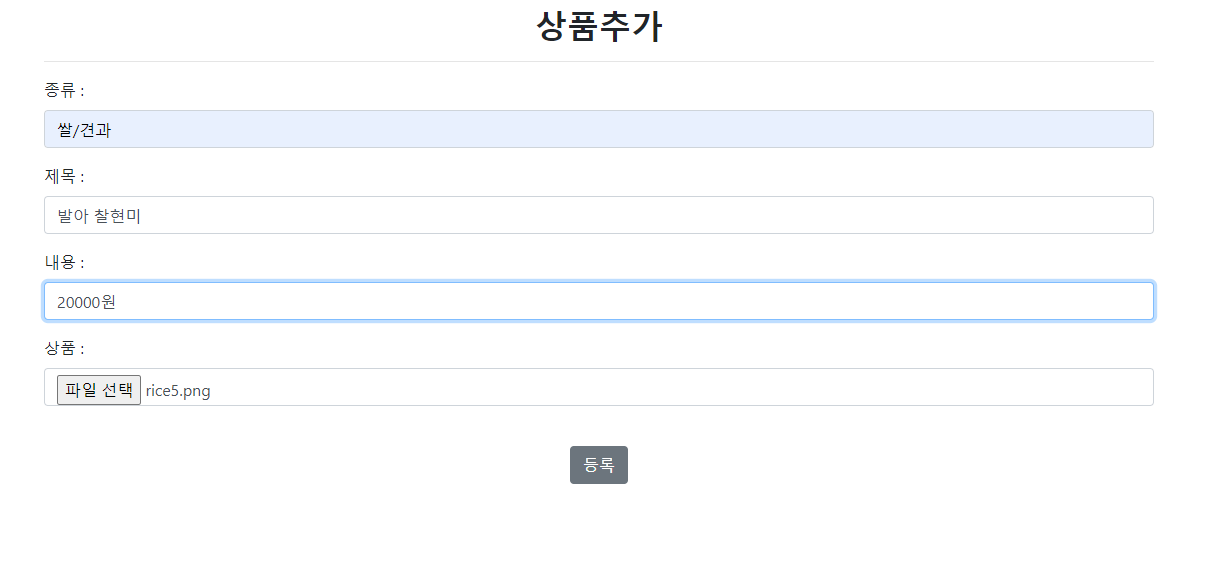 상품추가
종류 :
쌀/견과
제목 :
발아 찰현미
내용 :
20000원
상품 :
파일 선택 rice5.png
등록